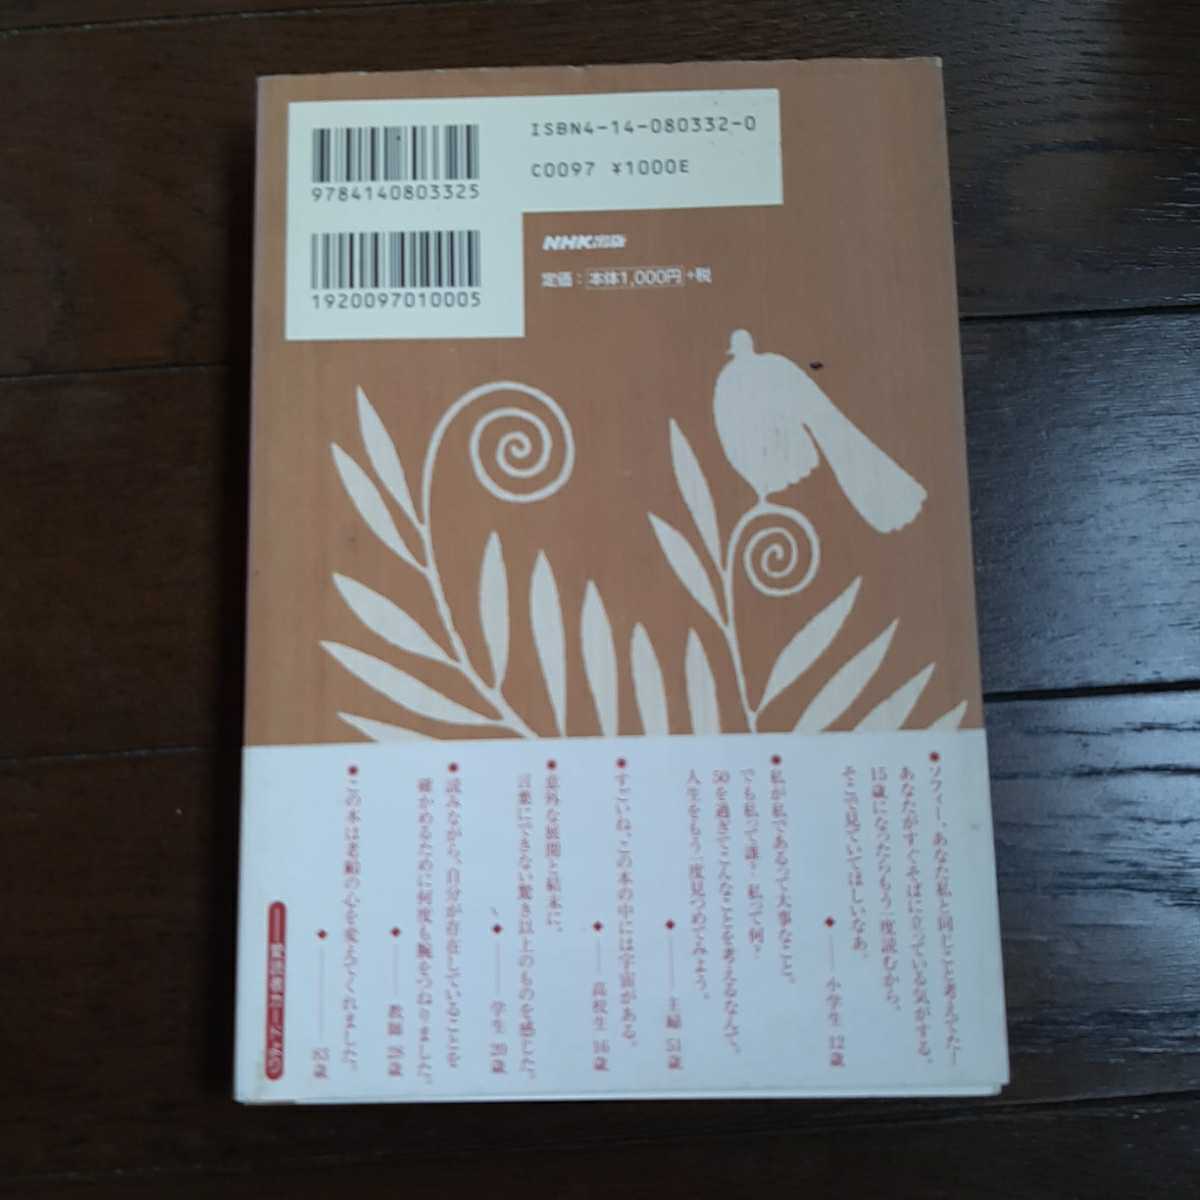 ISBN4-14-080332-0
C0097 ¥1000E
9784140803325
1920097010005
NHK出版
定価：本体1,000円+税
●ソフィー、あなた私と同じこと考えてた！
あなたがすぐそばに立っている気がする。
15歳になったらもう一度読むから、
そこで見ていてほしいなあ。
◆――小学生 12歳
●私が私であるって大事なこと。
でも私って誰？ 私って何？
50を過ぎてこんなことを考えるなんて。
人生をもう一度見つめてみよう。
◆――主婦 51歳
●すごいね、この本の中には宇宙がある。
◆――高校生 16歳
●意外な展開と結末に、
言葉にできない驚き以上のものを感じた。
◆――学生 20歳
●読みながら、自分が存在していることを
確かめるために何度も腕をつねりました。
◆――教師 28歳
●この本は老齢の心を変えてくれました。
◆――85歳